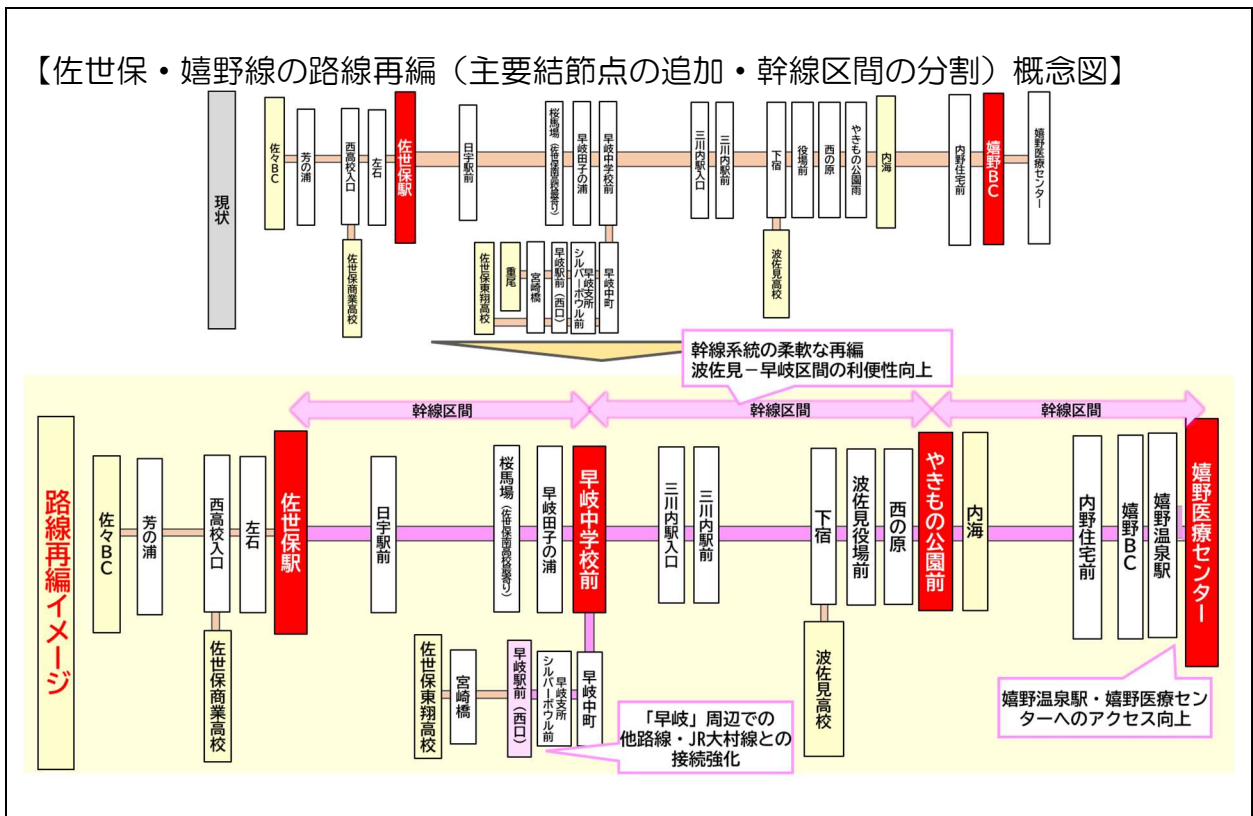 【佐世保・嬉野線の路線再編（主要結節点の追加・幹線区間の分割）概念図】
現状
佐々BC
芳の浦
西高校入口
左石
佐世保駅
日宇駅前
桜馬場（佐世保南高校最寄り）
早岐田子の浦
早岐中学校前
三川内駅入口
三川内駅前
下宿
役場前
西の原
やきもの公園雨
内海
内野住宅前
嬉野BC
嬉野医療センター
佐世保商業高校
佐世保東翔高校
重尾
宮崎橋
早岐駅前（西口）
早岐支所
シルバーボウル前
早岐中町
波佐見高校
幹線系統の柔軟な再編
波佐見－早岐区間の利便性向上
幹線区間
幹線区間
幹線区間
路線再編イメージ
佐々BC
芳の浦
西高校入口
左石
佐世保駅
日宇駅前
桜馬場（佐世保南高校最寄り）
早岐田子の浦
早岐中学校前
三川内駅入口
三川内駅前
下宿
波佐見役場前
西の原
やきもの公園前
内海
内野住宅前
嬉野BC
嬉野温泉駅
嬉野医療センター
佐世保商業高校
佐世保東翔高校
宮崎橋
早岐駅前（西口）
早岐支所
シルバーボウル前
早岐中町
波佐見高校
「早岐」周辺での
他路線・JR大村線との
接続強化
嬉野温泉駅・嬉野医療セン
ターへのアクセス向上